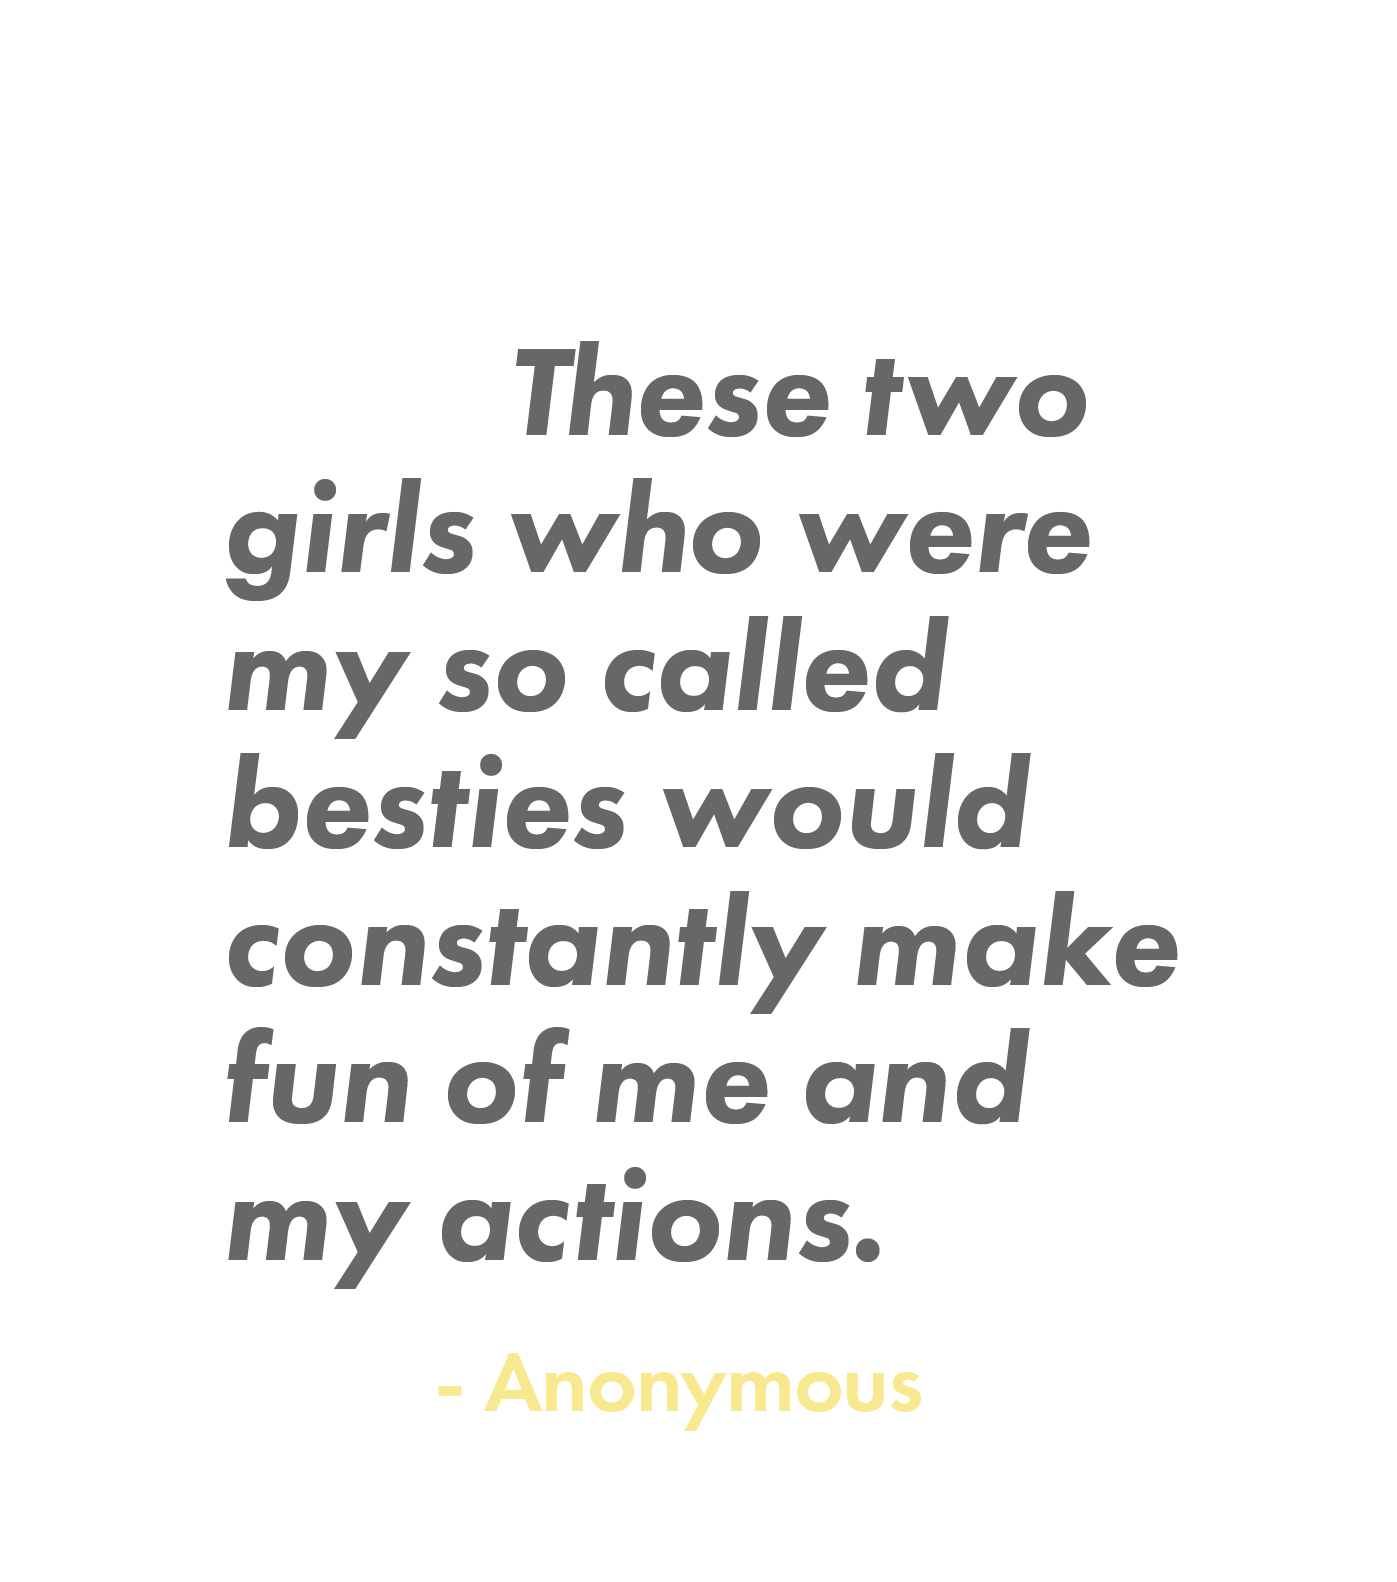 These two
girls who were
my so called
besties would
constantly make
fun of me and
my actions.
- Anonymous